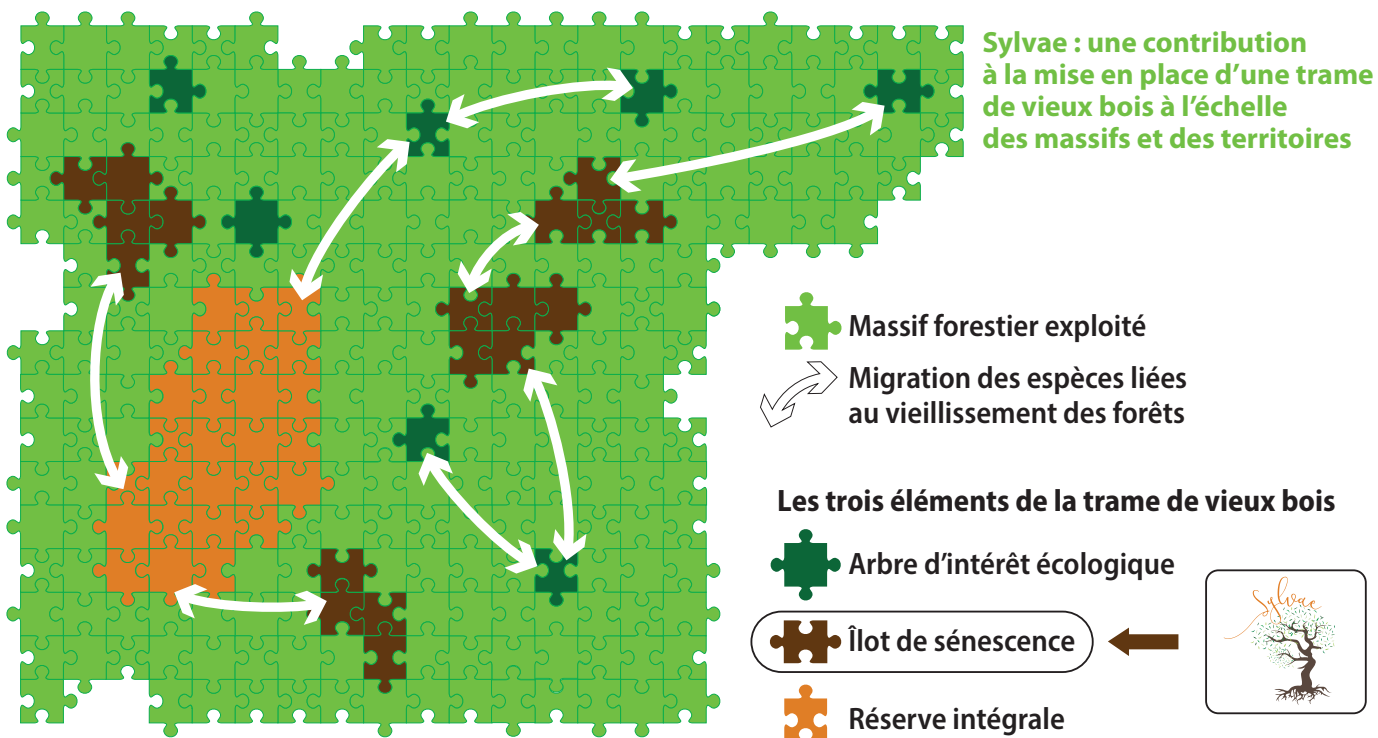 Sylvae : une contribution
à la mise en place d’une trame
de vieux bois à l’échelle
des massifs et des territoires
Massif forestier exploité
Migration des espèces liées
au vieillissement des forêts
Les trois éléments de la trame de vieux bois
Arbre d’intérêt écologique
Îlot de sénescence
Sylvae
Réserve intégrale